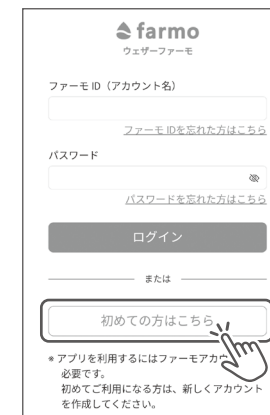 farmo
ウェザーファーモ
ファーモ ID（アカウント名）
ファーモ IDを忘れた方はこちら
パスワード
パスワードを忘れた方はこちら
ログイン
または
初めての方はこちら
※ アプリを利用するにはファーモアカウ
必要です。
初めてご利用になる方は、新しくアカウント
を作成してください。